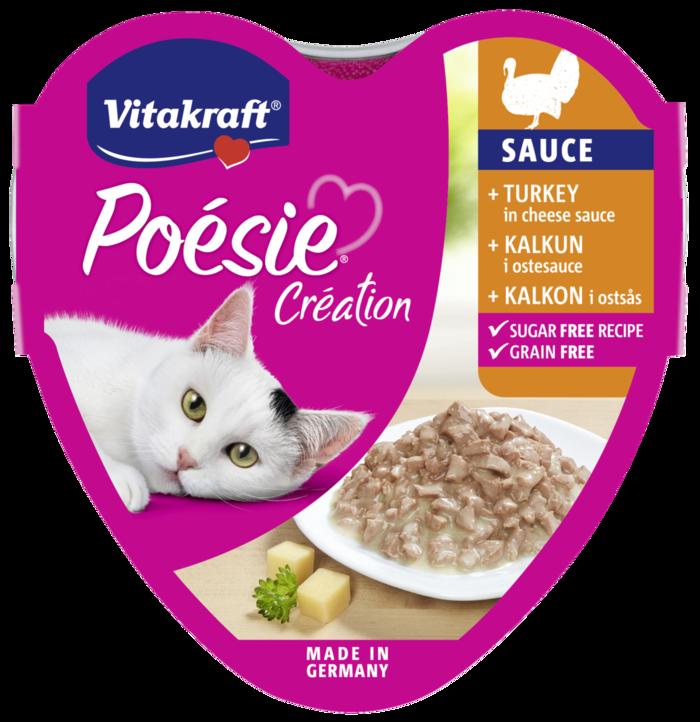 Vitakraft®
Poésie®
Création
SAUCE
+ TURKEY
in cheese sauce
+ KALKUN
i ostesauce
+ KALKON i ostsås
✓ SUGAR FREE RECIPE
✓ GRAIN FREE
MADE IN
GERMANY